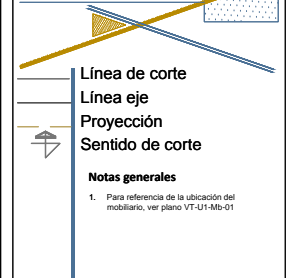 Línea de corte
Línea eje
Proyección
Sentido de corte
Notas generales
1. Para referencia de la ubicación del
mobiliario, ver plano VT-U1-Mb-01